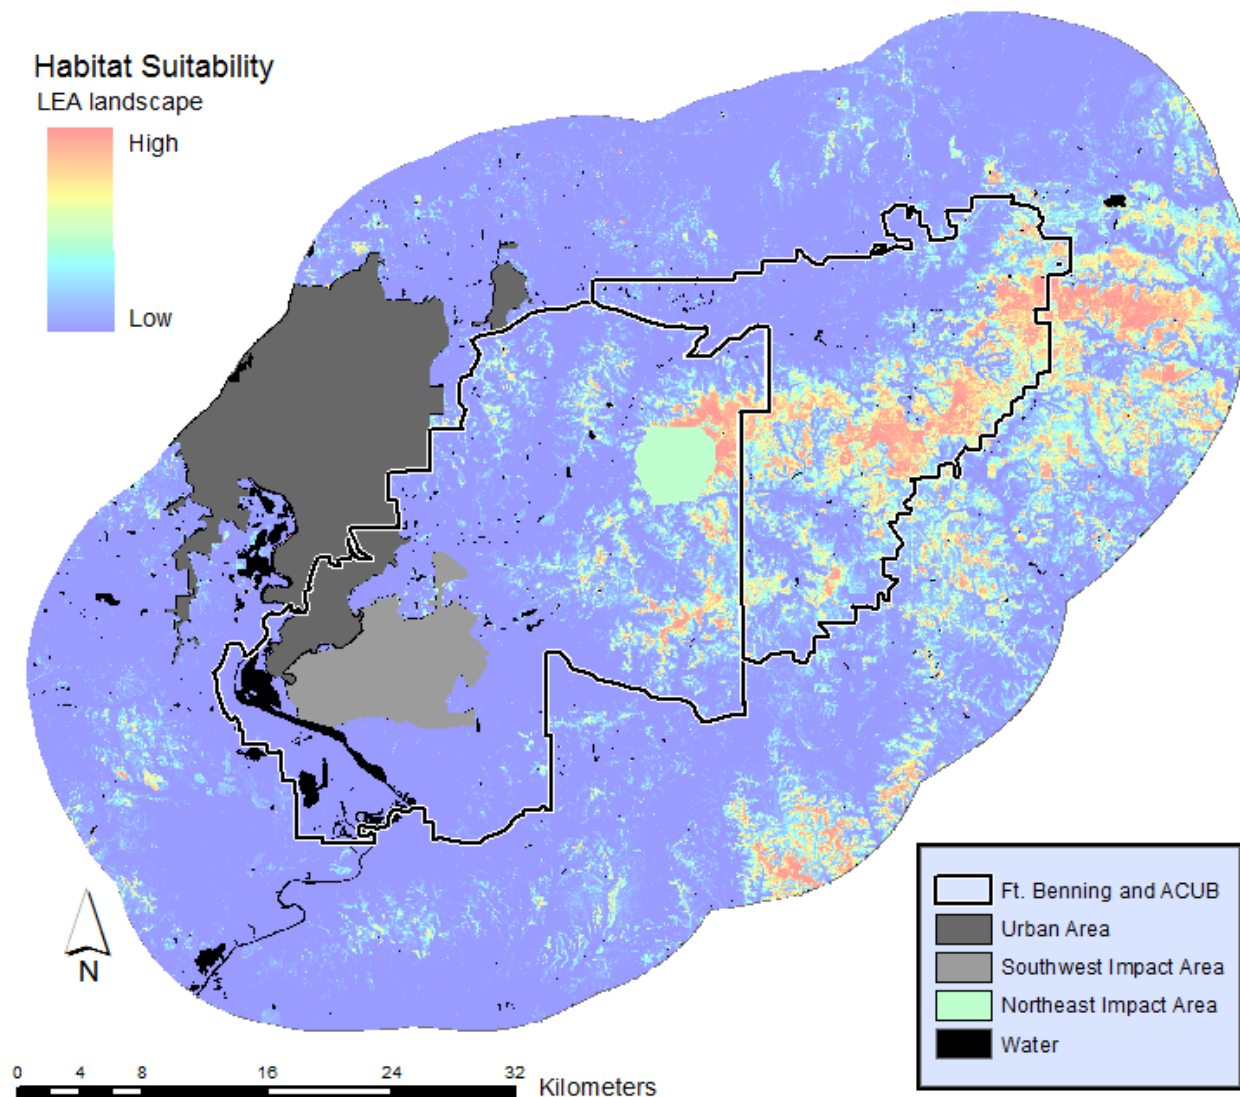 Habitat Suitability
LEA landscape
High
Low
N
0 4 8 16 24 32
Kilometers
Ft. Benning and ACUB
Urban Area
Southwest Impact Area
Northeast Impact Area
Water